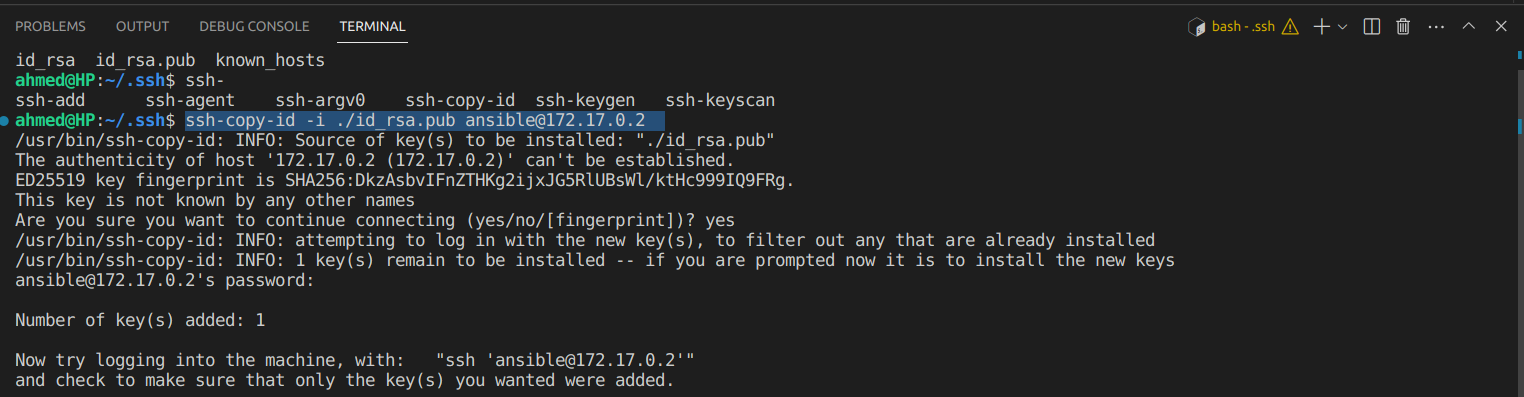 PROBLEMS OUTPUT DEBUG CONSOLE TERMINAL bash - .ssh
id_rsa  id_rsa.pub  known_hosts
ahmed@HP:~/.ssh$ ssh-
ssh-add      ssh-agent    ssh-argv0    ssh-copy-id  ssh-keygen   ssh-keyscan
ahmed@HP:~/.ssh$ ssh-copy-id -i ./id_rsa.pub ansible@172.17.0.2
/usr/bin/ssh-copy-id: INFO: Source of key(s) to be installed: "./id_rsa.pub"
The authenticity of host '172.17.0.2 (172.17.0.2)' can't be established.
ED25519 key fingerprint is SHA256:DkzAsbvIFnZTHKg2ijxJG5RlUBsWl/ktHc999IQ9FRg.
This key is not known by any other names
Are you sure you want to continue connecting (yes/no/[fingerprint])? yes
/usr/bin/ssh-copy-id: INFO: attempting to log in with the new key(s), to filter out any that are already installed
/usr/bin/ssh-copy-id: INFO: 1 key(s) remain to be installed -- if you are prompted now it is to install the new keys
ansible@172.17.0.2's password:
Number of key(s) added: 1
Now try logging into the machine, with:   "ssh 'ansible@172.17.0.2'"
and check to make sure that only the key(s) you wanted were added.